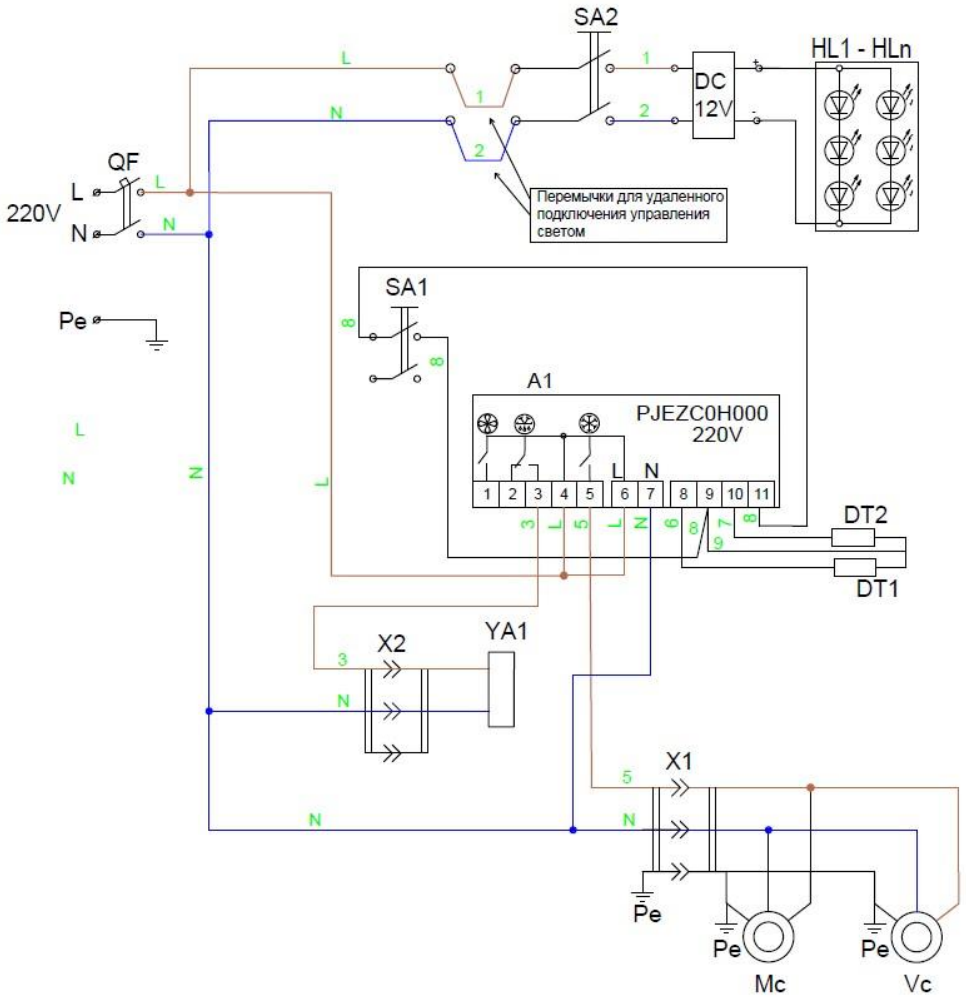 SA2
HL1 - HLn
L
1
+
DC
12V
1
N
2
-
2
QF
L
L
220V
N
N
Перемычки для удаленного
подключения управления
светом
SA1
Pe
8
8
A1
PJEZC0H000
220V
L
N
L
N
L
N
1 2 3 4 5 6 7 8 9 10 11
3
L
5
L
N
6
8
9
7
8
DT2
DT1
YA1
X2
3
N
X1
5
N
N
Pe
Pe
Pe
Mc
Vc